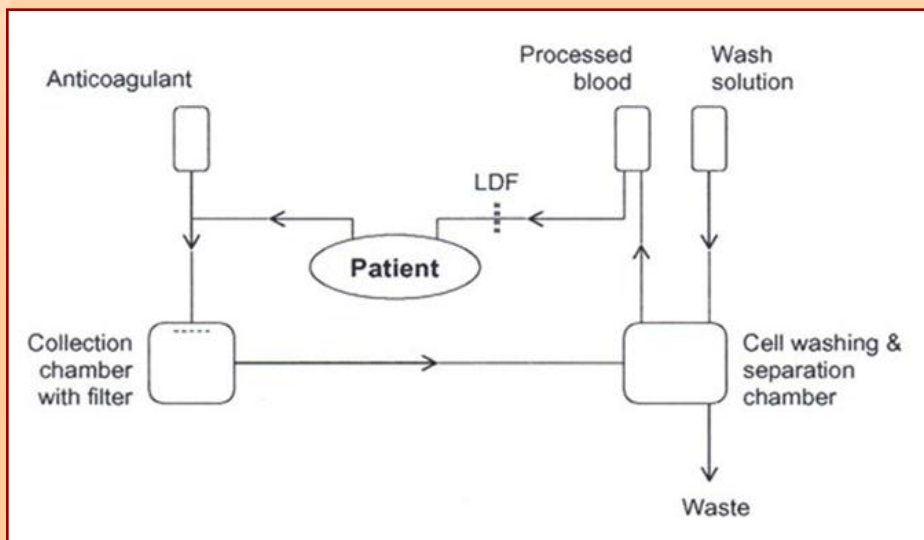 Anticoagulant
Processed
blood
Wash
solution
LDF
Patient
Collection
chamber
with filter
Cell washing &
separation
chamber
Waste